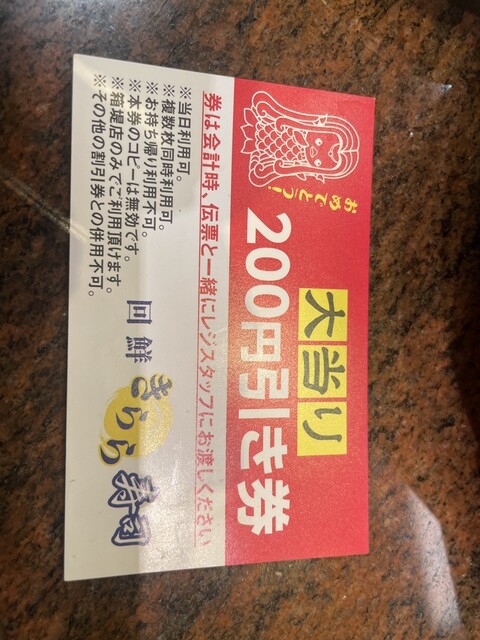 おめでとう!
大当り
200円引き券
券は会計時、伝票と一緒にレジスタッフにお渡しください
※当日利用可。
※複数枚同時利用可。
※お持ち帰り利用不可。
※本券のコピーは無効です。
※箱堤店のみでご利用頂けます。
※その他の割引券との併用不可。
回鮮
きらら
寿司